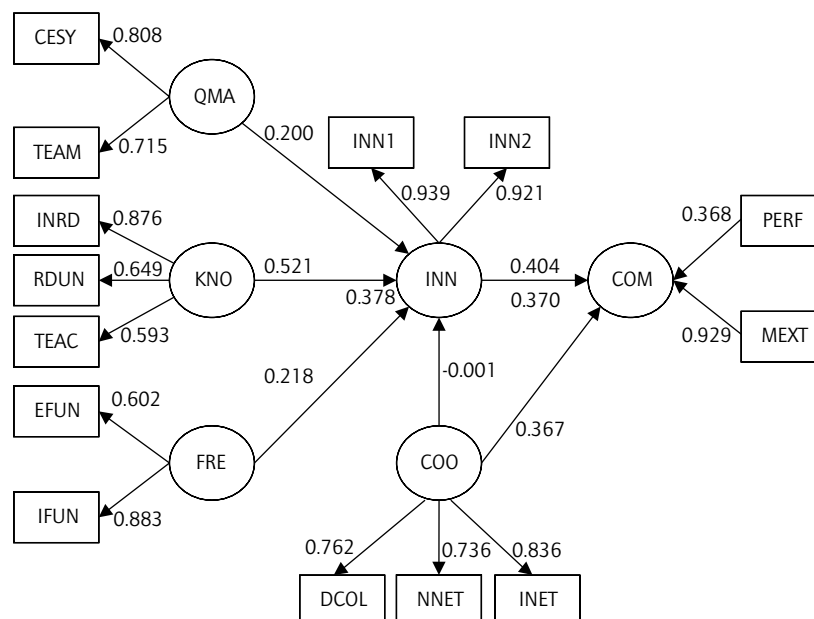 CESY
0.808
QMA
TEAM
0.715
0.200
INN1
INN2
0.939
0.921
INRD
0.876
RDUN
0.649
KNO
0.521
0.378
INN
0.404
0.370
COM
0.368
PERF
0.929
MEXT
TEAC
0.593
EFUN
0.602
FRE
0.218
IFUN
0.883
-0.001
0.367
COO
0.762
0.736
0.836
DCOL
NNET
INET